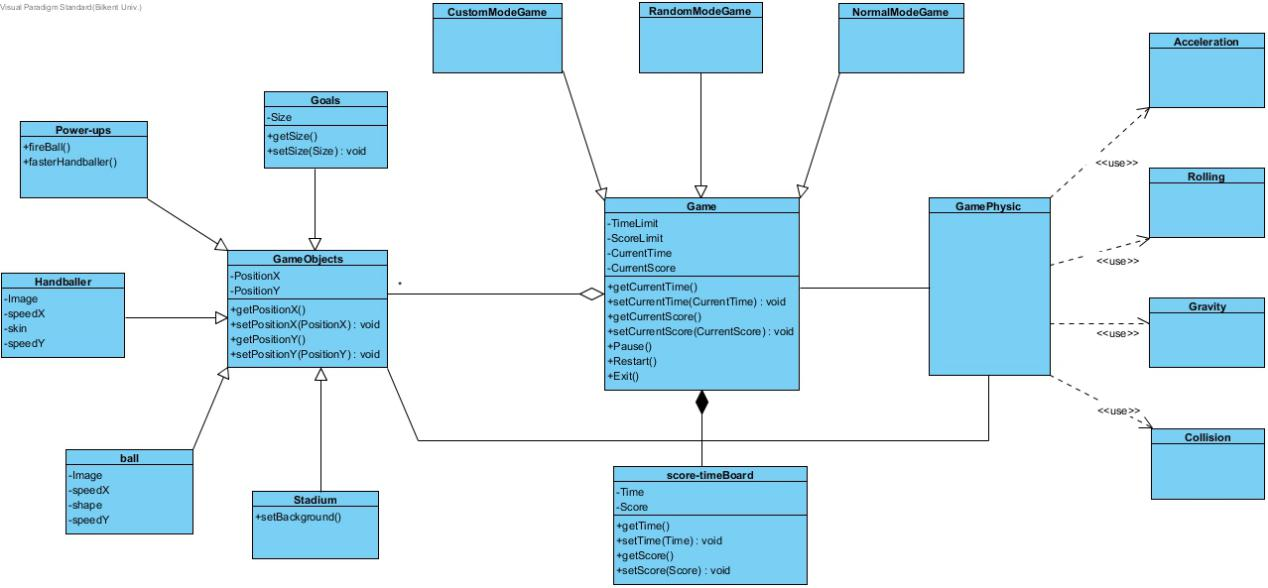 Visual Paradigm Standard(Bilkent Univ.)
CustomModeGame
RandomModeGame
NormalModeGame
Acceleration
Goals
-Size
+getSize()
+setSize(Size) : void
Power-ups
+fireBall()
+fasterHandballer()
<<use>>
Rolling
Game
-TimeLimit
-ScoreLimit
-CurrentTime
-CurrentScore
+getCurrentTime()
+setCurrentTime(CurrentTime) : void
+getCurrentScore()
+setCurrentScore(CurrentScore) : void
+Pause()
+Restart()
+Exit()
GamePhysic
GameObjects
-PositionX
-PositionY
+getPositionX()
+setPositionX(PositionX) : void
+getPositionY()
+setPositionY(PositionY) : void
*
<<use>>
Handballer
-Image
-speedX
-skin
-speedY
Gravity
<<use>>
<<use>>
Collision
ball
-Image
-speedX
-shape
-speedY
Stadium
+setBackground()
score-timeBoard
-Time
-Score
+getTime()
+setTime(Time) : void
+getScore()
+setScore(Score) : void